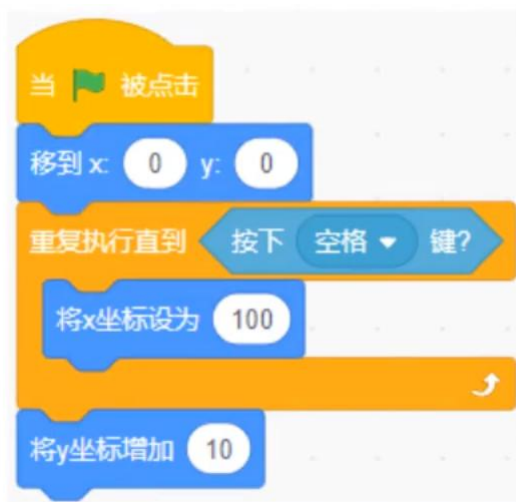 当 被点击
移到 x: 0 y: 0
重复执行直到 按下 空格 键?
将x坐标设为 100
将y坐标增加 10